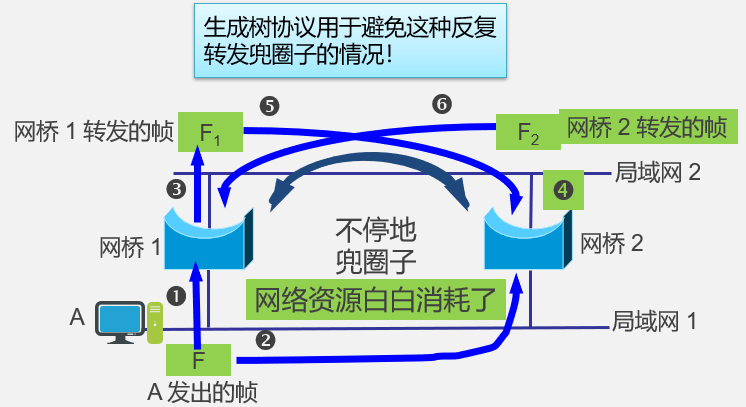 生成树协议用于避免这种反复
转发兜圈子的情况！
❺
❻
网桥 1 转发的帧
F1
F2
网桥 2 转发的帧
❸
❹
局域网 2
网桥 1
不停地
兜圈子
网桥 2
网络资源白白消耗了
❶
A
❷
局域网 1
F
A 发出的帧